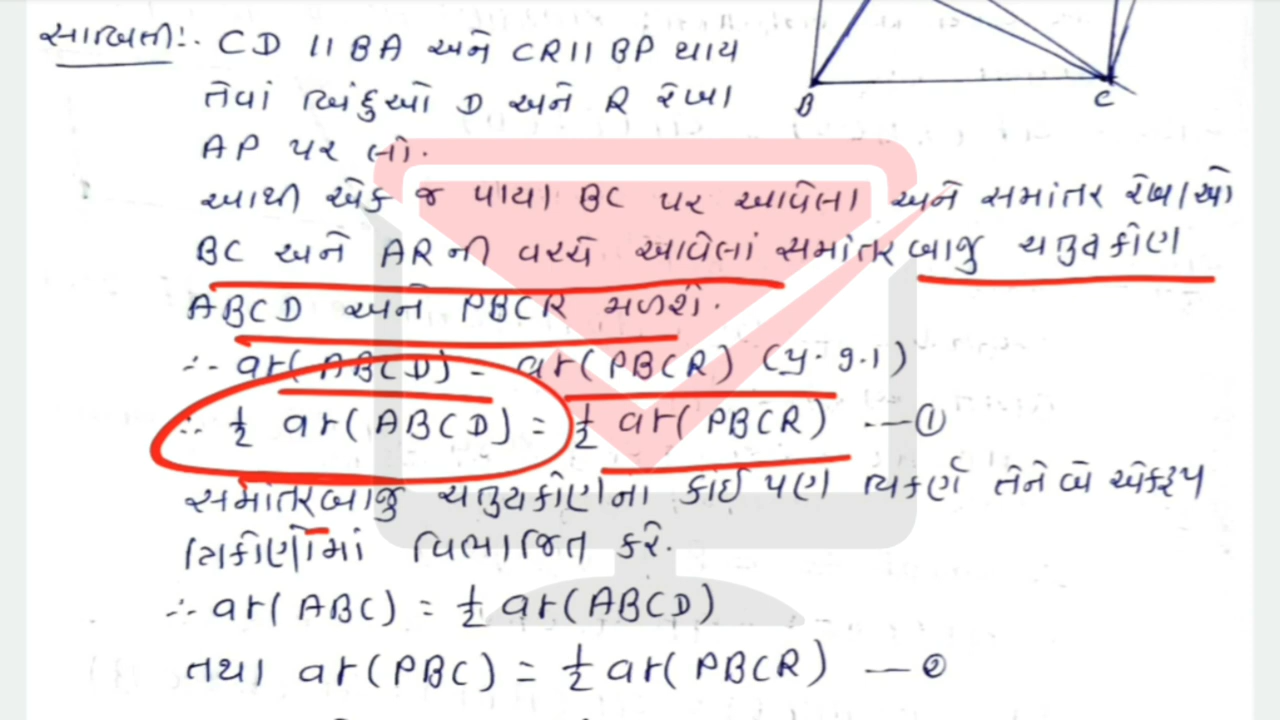 સાબિતી:- CD || BA અને CR || BP થાય
તેવાં બિંદુઓ D અને R રેખા
AP પર લો.
B
C
આથી એક જ પાયા BC પર આવેલા અને સમાંતર રેખાઓ
BC અને AR ની વચ્ચે આવેલાં સમાંતર બાજુ ચતુષ્કોણ
ABCD અને PBCR મળશે.
∴ ar(ABCD) = ar(PBCR) (પ્ર. 9.1)
∴ ½ ar(ABCD) = ½ ar(PBCR) —①
સમાંતરબાજુ ચતુષ્કોણના કોઈ પણ વિકર્ણ તેને બે એકરૂપ
ત્રિકોણોમાં વિભાજિત કરે.
∴ ar(ABC) = ½ ar(ABCD)
તથા ar(PBC) = ½ ar(PBCR) —②